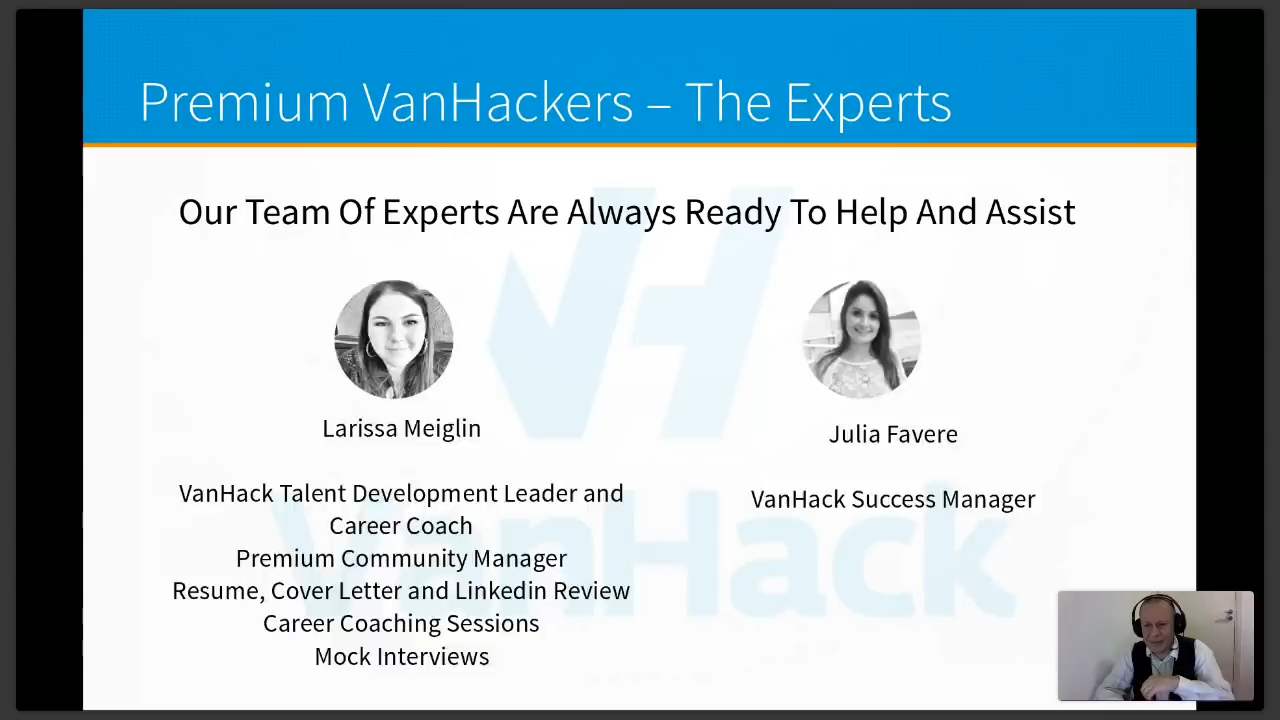 Premium VanHackers – The Experts
Our Team Of Experts Are Always Ready To Help And Assist
Larissa Meiglin
VanHack Talent Development Leader and
Career Coach
Premium Community Manager
Resume, Cover Letter and Linkedin Review
Career Coaching Sessions
Mock Interviews
Julia Favere
VanHack Success Manager
VanHack